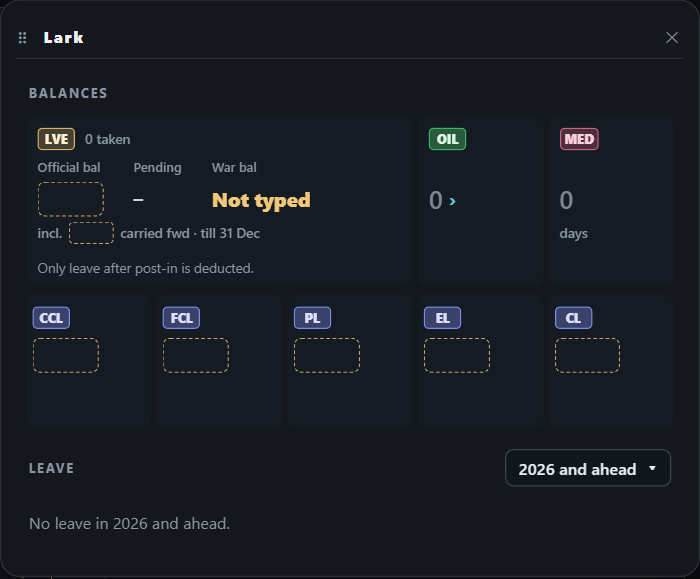 Lark
BALANCES
LVE 0 taken
Official bal Pending War bal
– Not typed
incl. carried fwd · till 31 Dec
Only leave after post-in is deducted.
OIL
0 ›
MED
0
days
CCL FCL PL EL CL
LEAVE
2026 and ahead
No leave in 2026 and ahead.